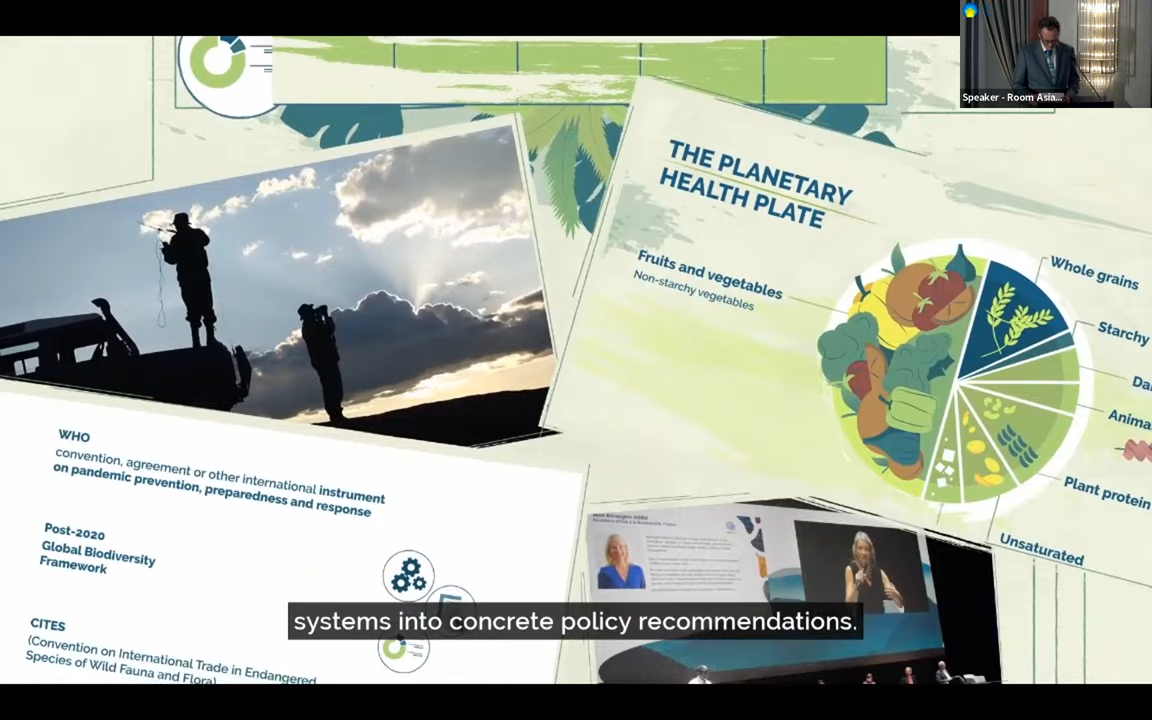 Speaker - Room Asia...
THE PLANETARY
HEALTH PLATE
Fruits and vegetables
Non-starchy vegetables
Whole grains
Starchy
Da
Anima
Plant protein
Unsaturated
WHO
convention, agreement or other international instrument
on pandemic prevention, preparedness and response
Post-2020
Global Biodiversity
Framework
CITES
(Convention on International Trade in Endangered
Species of Wild Fauna and Flora)
systems into concrete policy recommendations.